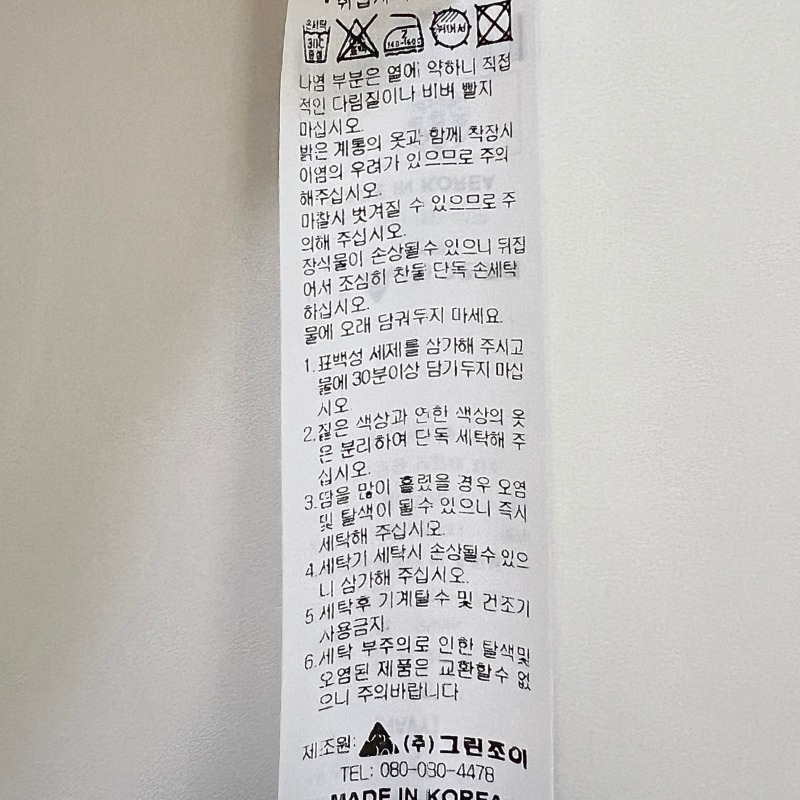 손세탁
30℃
중성
염소
표백
2
140-160℃
뉘어서
나염 부분은 열에 약하니 직접
적인 다림질이나 비벼 빨지
마십시오.
밝은 계통의 옷과 함께 착장시
이염의 우려가 있으므로 주의
해주십시오.
마찰시 벗겨질 수 있으므로 주
의해 주십시오.
장식물이 손상될수 있으니 뒤집
어서 조심히 찬물 단독 손세탁
하십시오.
물에 오래 담궈두지 마세요.
1.표백성 세제를 삼가해 주시고
물에 30분이상 담가두지 마십
시오
2.짙은 색상과 연한 색상의 옷
은 분리하여 단독 세탁해 주
십시오.
3.땀을 많이 흘렸을 경우 오염
및 탈색이 될수 있으니 즉시
세탁해 주십시오.
4.세탁기 세탁시 손상될수 있으
니 삼가해 주십시오.
5 세탁후 기계탈수 및 건조기
사용금지.
6.세탁 부주의로 인한 탈색및
오염된 제품은 교환할수 없
으니 주의바랍니다
제조원: (주)그린조이
TEL: 080-030-4478
MADE IN KOREA